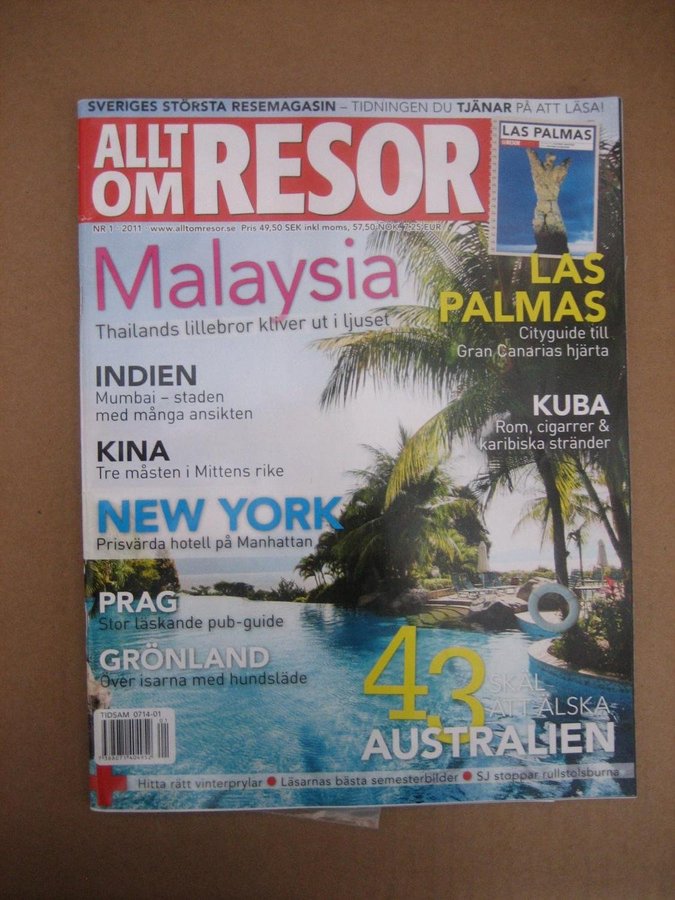 SVERIGES STÖRSTA RESEMAGASIN – TIDNINGEN DU TJÄNAR PÅ ATT LÄSA!
ALLT OM RESOR
LAS PALMAS
NR 1 · 2011 · www.alltomresor.se Pris 49,50 SEK inkl moms, 57,50 NOK, 7,25 EUR
Malaysia
Thailands lillebror kliver ut i ljuset
LAS
PALMAS
Cityguide till
Gran Canarias hjärta
INDIEN
Mumbai – staden
med många ansikten
KUBA
Rom, cigarrer &
karibiska stränder
KINA
Tre måsten i Mittens rike
NEW YORK
Prisvärda hotell på Manhattan
PRAG
Stor läskande pub-guide
GRÖNLAND
Över isarna med hundsläde
43 SKÄL
ATT ÄLSKA
AUSTRALIEN
TIDSAM 0714-01
Hitta rätt vinterprylar • Läsarnas bästa semesterbilder • SJ stoppar rullstolsburna